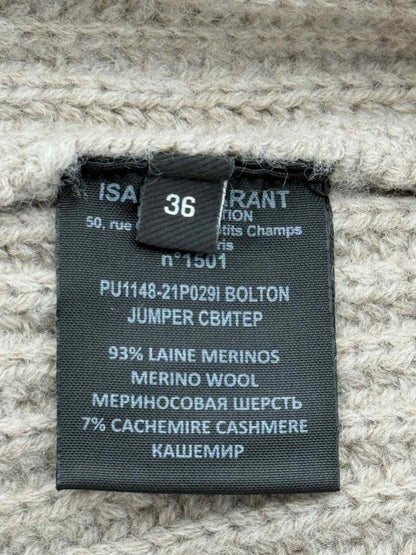 ISA RANT
36
TION
50, rue tits Champs
ris
n°1501
PU1148-21P029I BOLTON
JUMPER СВИТЕР
93% LAINE MERINOS
MERINO WOOL
МЕРИНОСОВАЯ ШЕРСТЬ
7% CACHEMIRE CASHMERE
КАШЕМИР